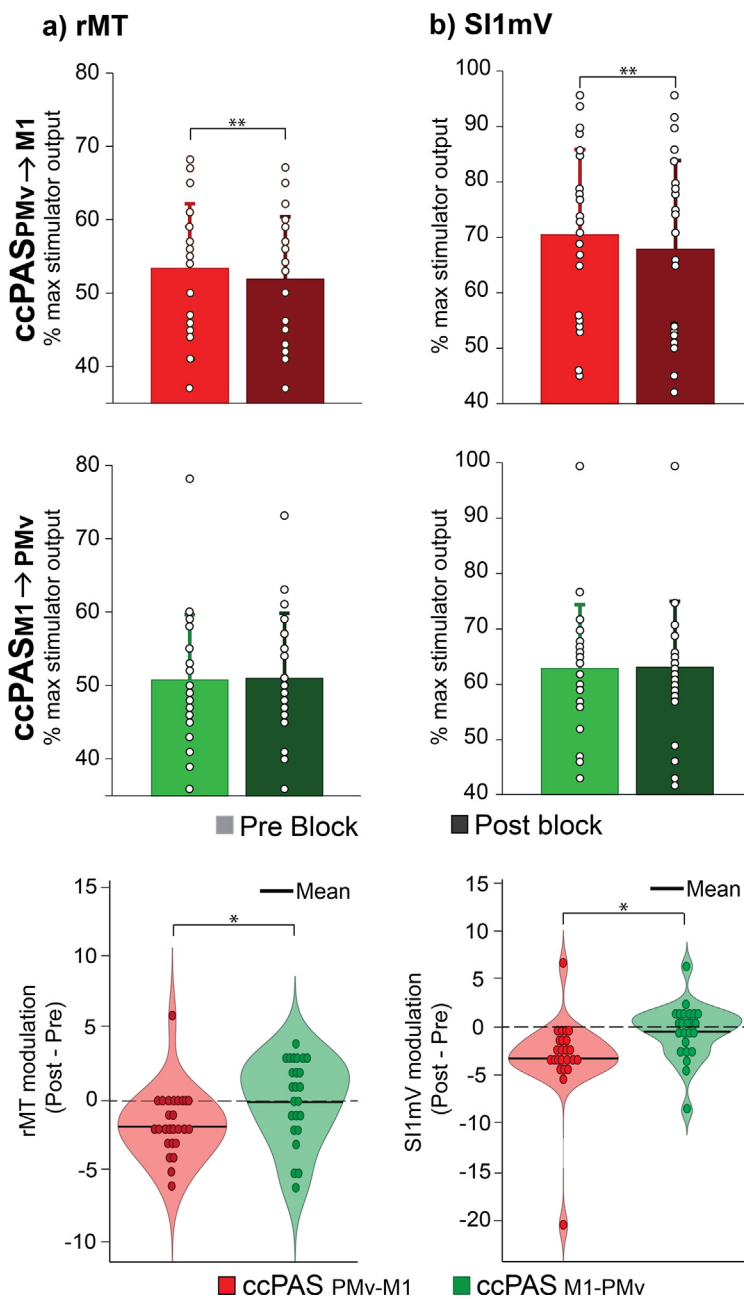 a) rMT
b) SI1mV
ccPASPMv→M1
% max stimulator output
80
70
60
50
40
**
% max stimulator output
100
90
80
70
60
50
40
**
ccPASM1→PMv
% max stimulator output
80
70
60
50
40
% max stimulator output
100
90
80
70
60
50
40
Pre Block
Post block
rMT modulation
(Post - Pre)
15
10
5
0
-5
-10
Mean
*
SI1mV modulation
(Post - Pre)
15
10
5
0
-5
-10
-15
-20
Mean
*
ccPAS PMv-M1
ccPAS M1-PMv